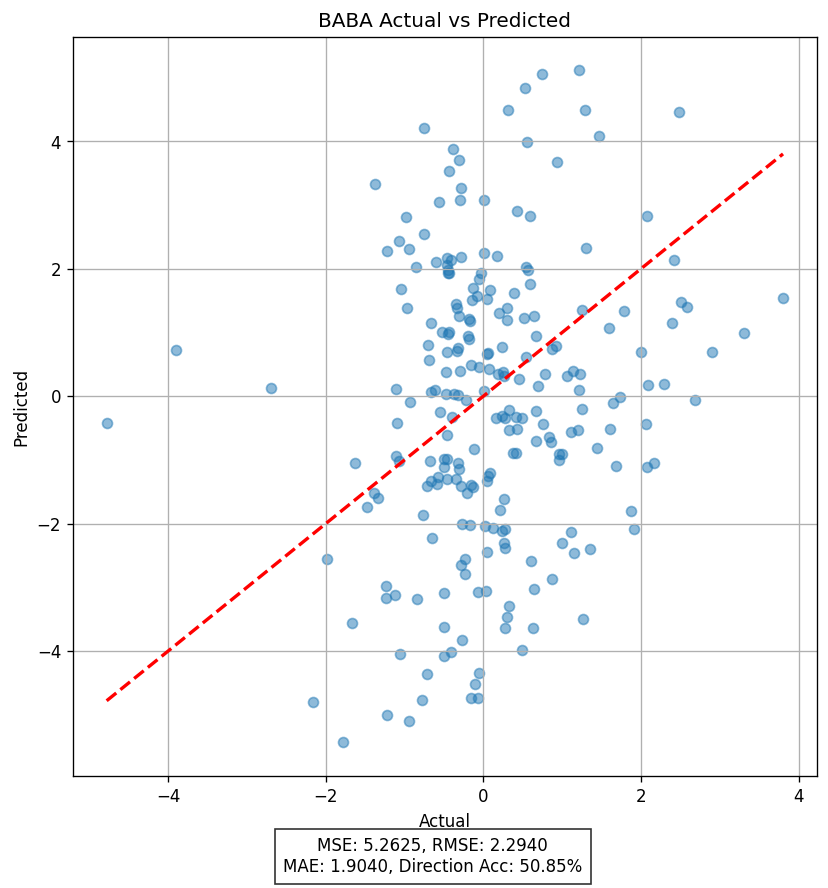 BABA Actual vs Predicted
4
2
0
−2
−4
Predicted
−4
−2
0
2
4
Actual
MSE: 5.2625, RMSE: 2.2940
MAE: 1.9040, Direction Acc: 50.85%